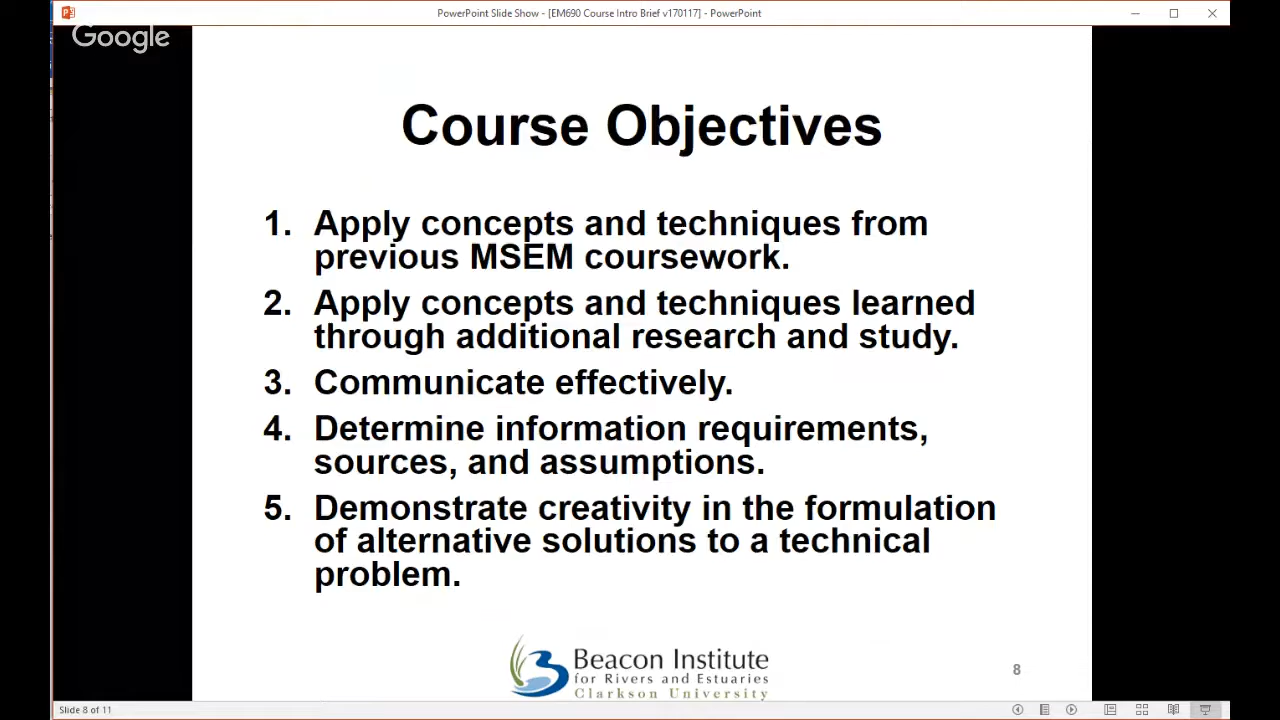 PowerPoint Slide Show - [EM690 Course Intro Brief v170117] - PowerPoint
Google
Course Objectives
1. Apply concepts and techniques from
previous MSEM coursework.
2. Apply concepts and techniques learned
through additional research and study.
3. Communicate effectively.
4. Determine information requirements,
sources, and assumptions.
5. Demonstrate creativity in the formulation
of alternative solutions to a technical
problem.
Beacon Institute
for Rivers and Estuaries
Clarkson University
8
Slide 8 of 11